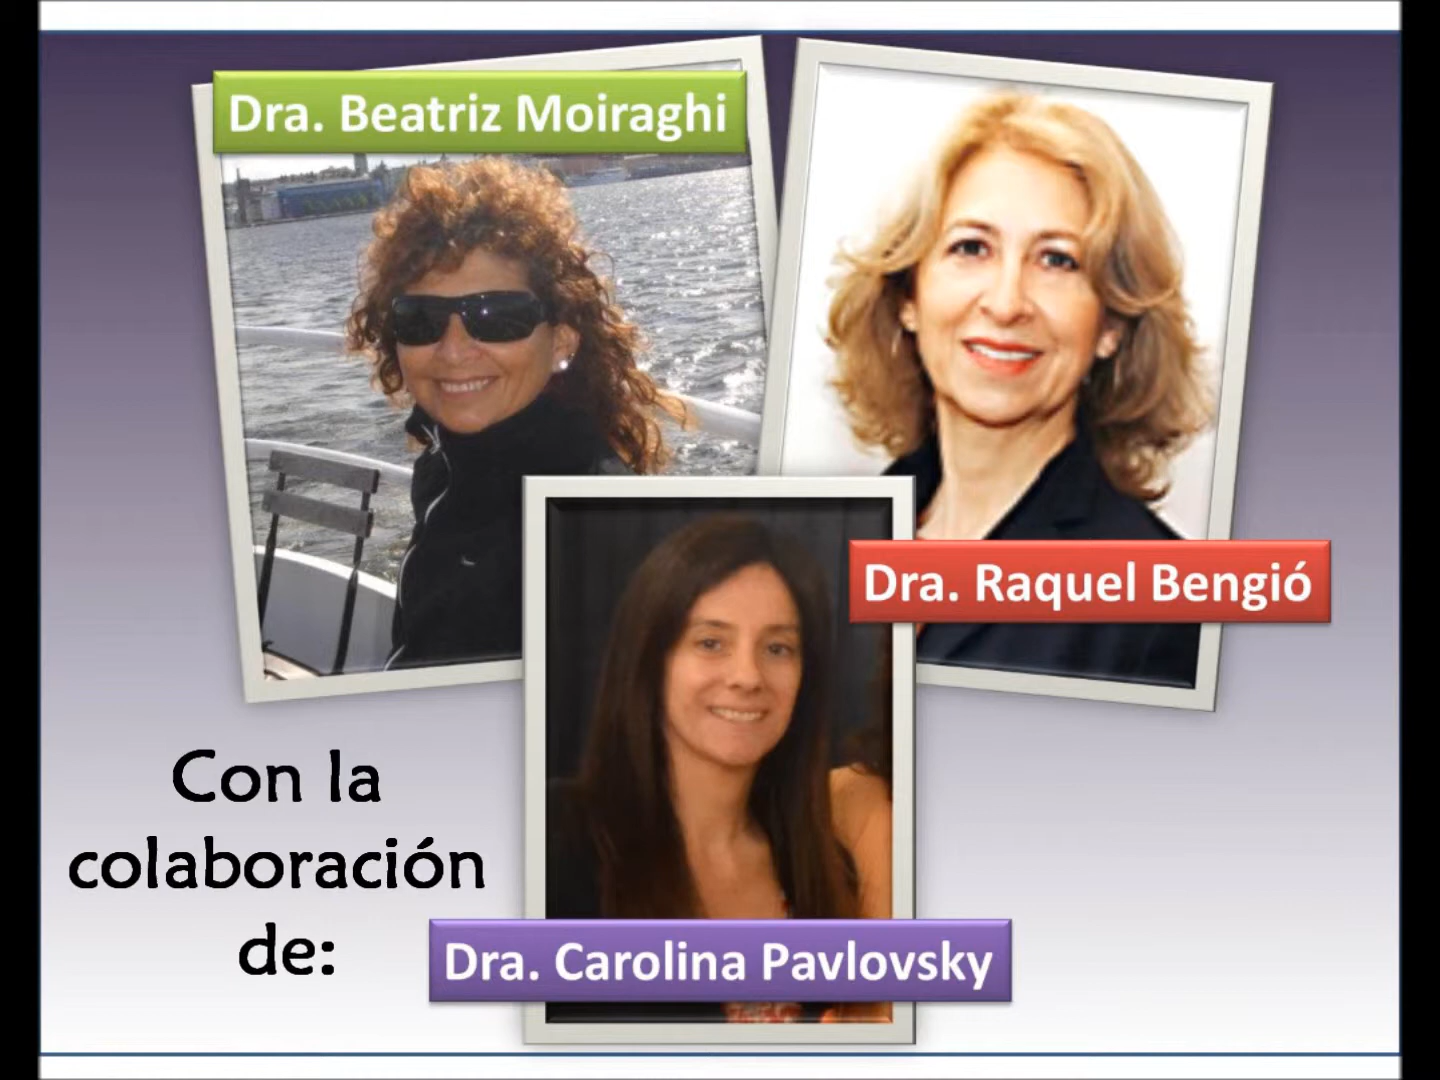 Dra. Beatriz Moiraghi
Dra. Raquel Bengió
Con la
colaboración
de:
Dra. Carolina Pavlovsky